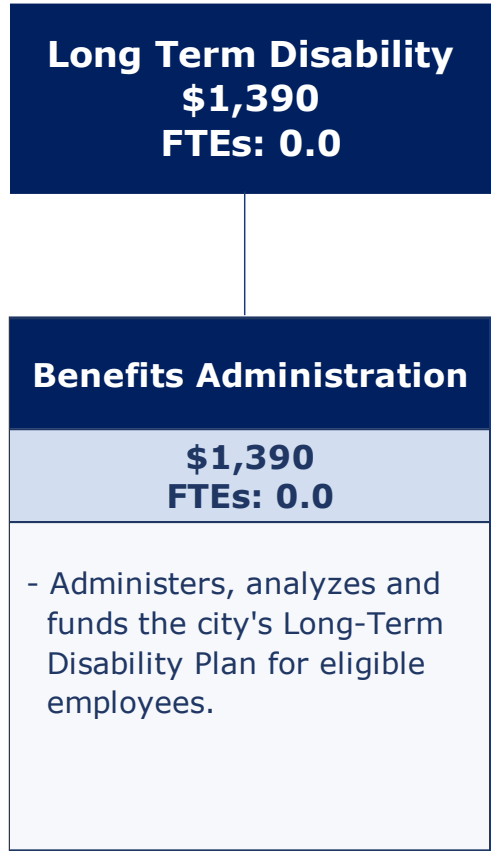 Long Term Disability
$1,390
FTEs: 0.0
Benefits Administration
$1,390
FTEs: 0.0
- Administers, analyzes and
funds the city's Long-Term
Disability Plan for eligible
employees.